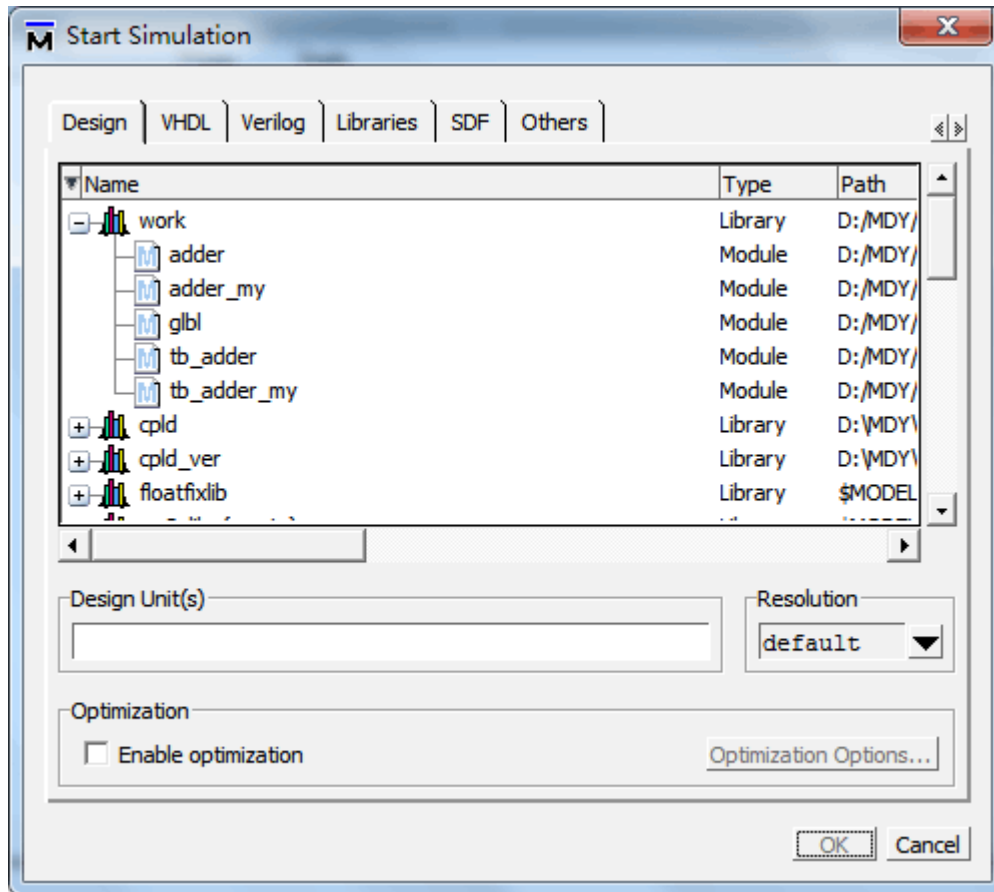 Start Simulation
Design VHDL Verilog Libraries SDF Others
Name Type Path
work Library D:/MDY/
adder Module D:/MDY/
adder_my Module D:/MDY/
glbl Module D:/MDY/
tb_adder Module D:/MDY/
tb_adder_my Module D:/MDY/
cpld Library D:\MDY\
cpld_ver Library D:\MDY\
floatfixlib Library $MODEL
Design Unit(s) Resolution
default
Optimization
Enable optimization Optimization Options...
OK Cancel